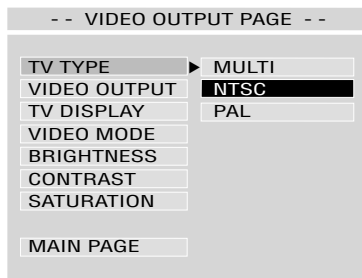 - - VIDEO OUTPUT PAGE - -
TV TYPE MULTI
VIDEO OUTPUT NTSC
TV DISPLAY PAL
VIDEO MODE
BRIGHTNESS
CONTRAST
SATURATION
MAIN PAGE